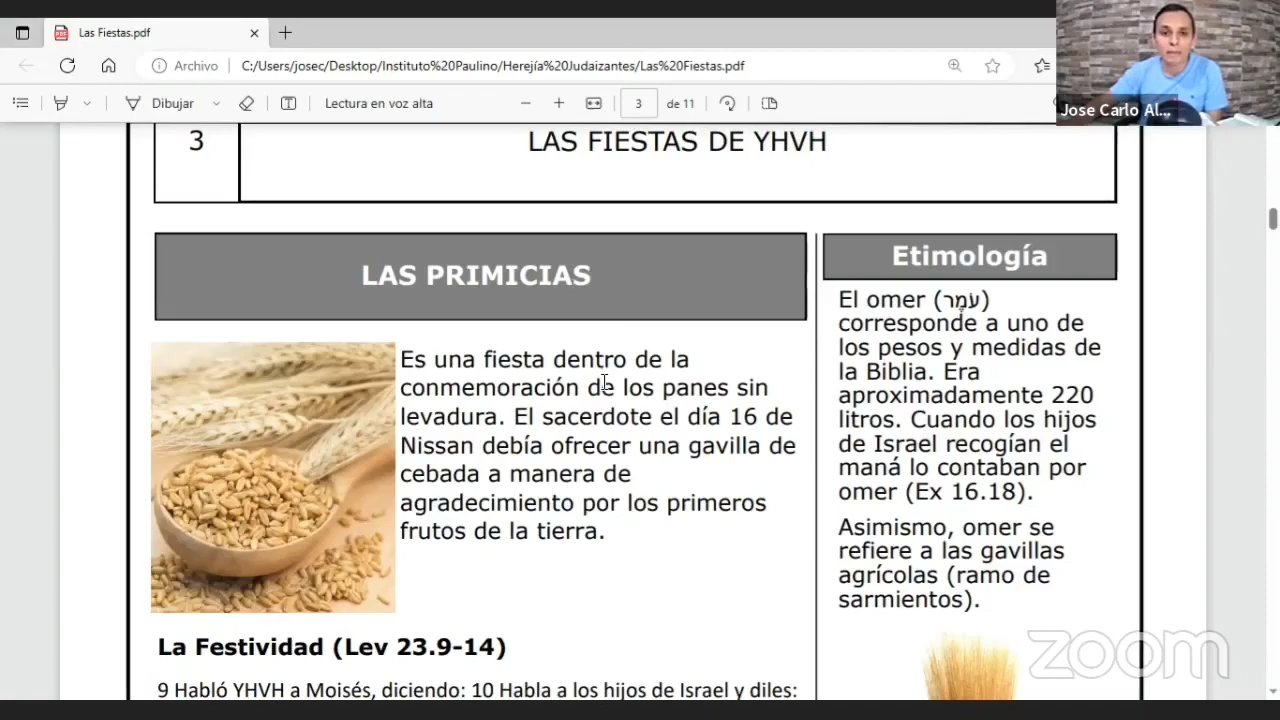 Las Fiestas.pdf
Archivo
C:/Users/josec/Desktop/Instituto%20Paulino/Herejía%20Judaizantes/Las%20Fiestas.pdf
Dibujar
Lectura en voz alta
3
de 11
Jose Carlo Al...
3
LAS FIESTAS DE YHVH
LAS PRIMICIAS
Es una fiesta dentro de la
conmemoración de los panes sin
levadura. El sacerdote el día 16 de
Nissan debía ofrecer una gavilla de
cebada a manera de
agradecimiento por los primeros
frutos de la tierra.
La Festividad (Lev 23.9-14)
9 Habló YHVH a Moisés, diciendo: 10 Habla a los hijos de Israel y diles:
Etimología
El omer (עֹמֶר)
corresponde a uno de
los pesos y medidas de
la Biblia. Era
aproximadamente 220
litros. Cuando los hijos
de Israel recogían el
maná lo contaban por
omer (Ex 16.18).
Asimismo, omer se
refiere a las gavillas
agrícolas (ramo de
sarmientos).
zoom